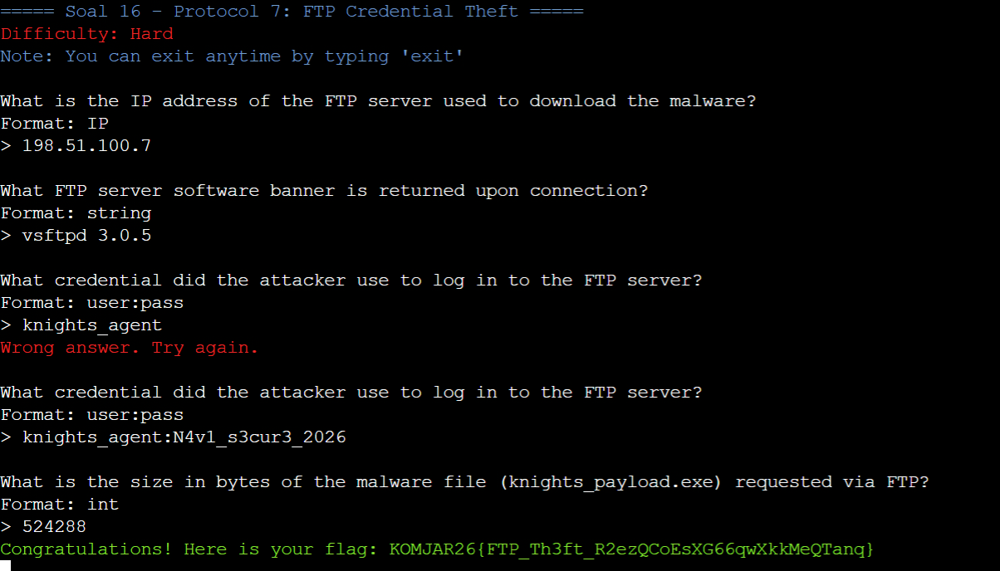 ===== Soal 16 - Protocol 7: FTP Credential Theft =====
Difficulty: Hard
Note: You can exit anytime by typing 'exit'
What is the IP address of the FTP server used to download the malware?
Format: IP
> 198.51.100.7
What FTP server software banner is returned upon connection?
Format: string
> vsftpd 3.0.5
What credential did the attacker use to log in to the FTP server?
Format: user:pass
> knights_agent
Wrong answer. Try again.
What credential did the attacker use to log in to the FTP server?
Format: user:pass
> knights_agent:N4v1_s3cur3_2026
What is the size in bytes of the malware file (knights_payload.exe) requested via FTP?
Format: int
> 524288
Congratulations! Here is your flag: KOMJAR26{FTP_Th3ft_R2ezQCoEsXG66qwXkkMeQTanq}